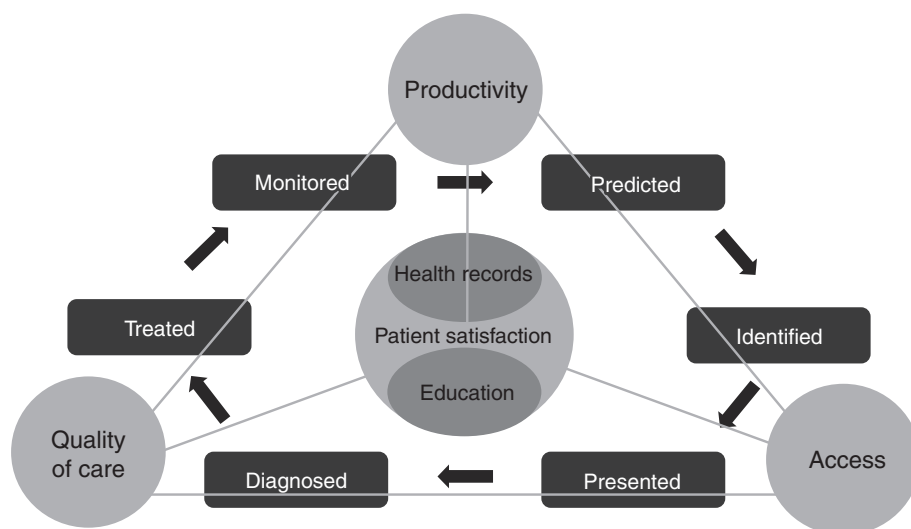 Productivity
Monitored
Predicted
Health records
Patient satisfaction
Education
Treated
Identified
Quality
of care
Diagnosed
Presented
Access